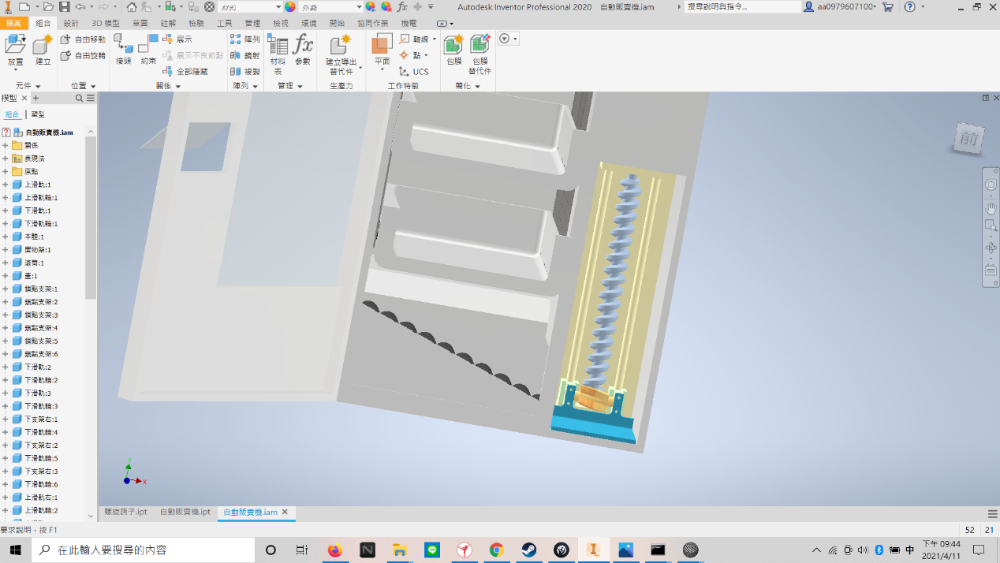 材料
外觀
Autodesk Inventor Professional 2020 自動販賣機.iam
搜尋說明與指令...
aa0979607100
檔案 組合 設計 3D 模型 草圖 註解 檢驗 工具 管理 檢視 環境 開始 協同作業 機電
放置
建立
自由移動
自由旋轉
接頭
約束
展示
展示不良節點
全部隱藏
陣列
鏡射
複製
材料表
參數
建立導出
替代件
平面
軸線
點
UCS
包膜
包膜
替代件
元件 位置 關係 陣列 管理 生產力 工作特徵 簡化
模型
組合 | 塑型
自動販賣機.iam
關係
表現法
原點
上滑軌:1
上滑軌輪:1
下滑軌:1
下滑軌輪:1
本體:1
置物架:1
滾筒:1
蓋:1
鎖點支架:1
鎖點支架:2
鎖點支架:3
鎖點支架:4
鎖點支架:5
鎖點支架:6
下滑軌:2
下滑軌輪:2
下滑軌:3
下滑軌輪:3
下支架右:1
下滑軌輪:4
下支架右:2
下滑軌輪:5
下支架右:3
下滑軌輪:6
上滑軌右:1
上滑軌輪:2
前
Y
X
自動販賣機.ipt
自動販賣機.iam
要求說明，按 F1
52 21
在此輸入要搜尋的內容
中
下午 09:44
2021/4/11